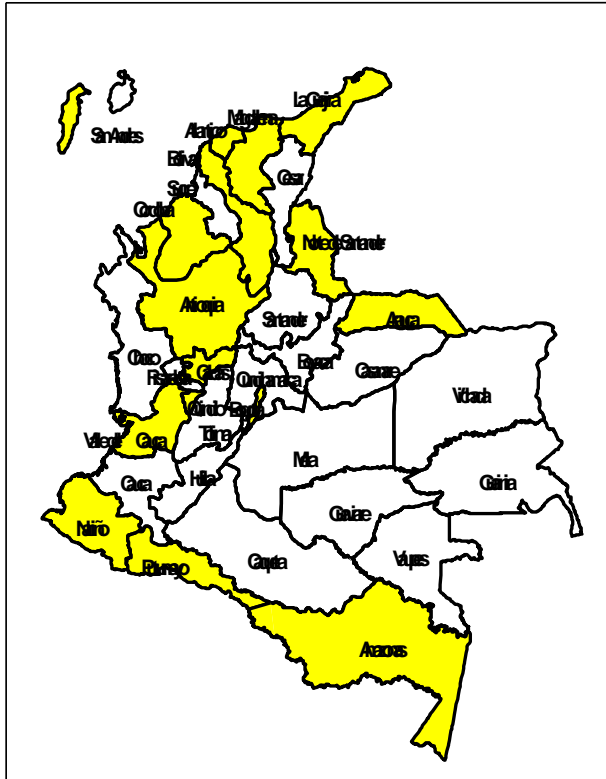 La Guajira
Magdalena
Atlantico
San Andres
Bolivar
Cesar
Sucre
Cordoba
Norte de Santander
Antioquia
Santander
Arauca
Choco
Boyaca
Casanare
Caldas
Risaralda
Cundinamarca
Vichada
Quindio
Bogota
Tolima
Valle del Cauca
Meta
Huila
Cauca
Guainia
Guaviare
Nariño
Vaupes
Caqueta
Putumayo
Amazonas